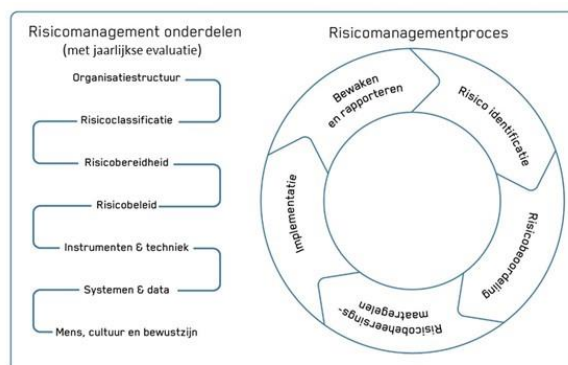 Risicomanagement onderdelen
(met jaarlijkse evaluatie)
Organisatiestructuur
Risicoclassificatie
Risicobereidheid
Risicobeleid
Instrumenten & techniek
Systemen & data
Mens, cultuur en bewustzijn
Risicomanagementproces
Bewaken
en rapporteren
Risico identificatie
Risicobeoordeling
Risicobeheersings-
maatregelen
Implementatie